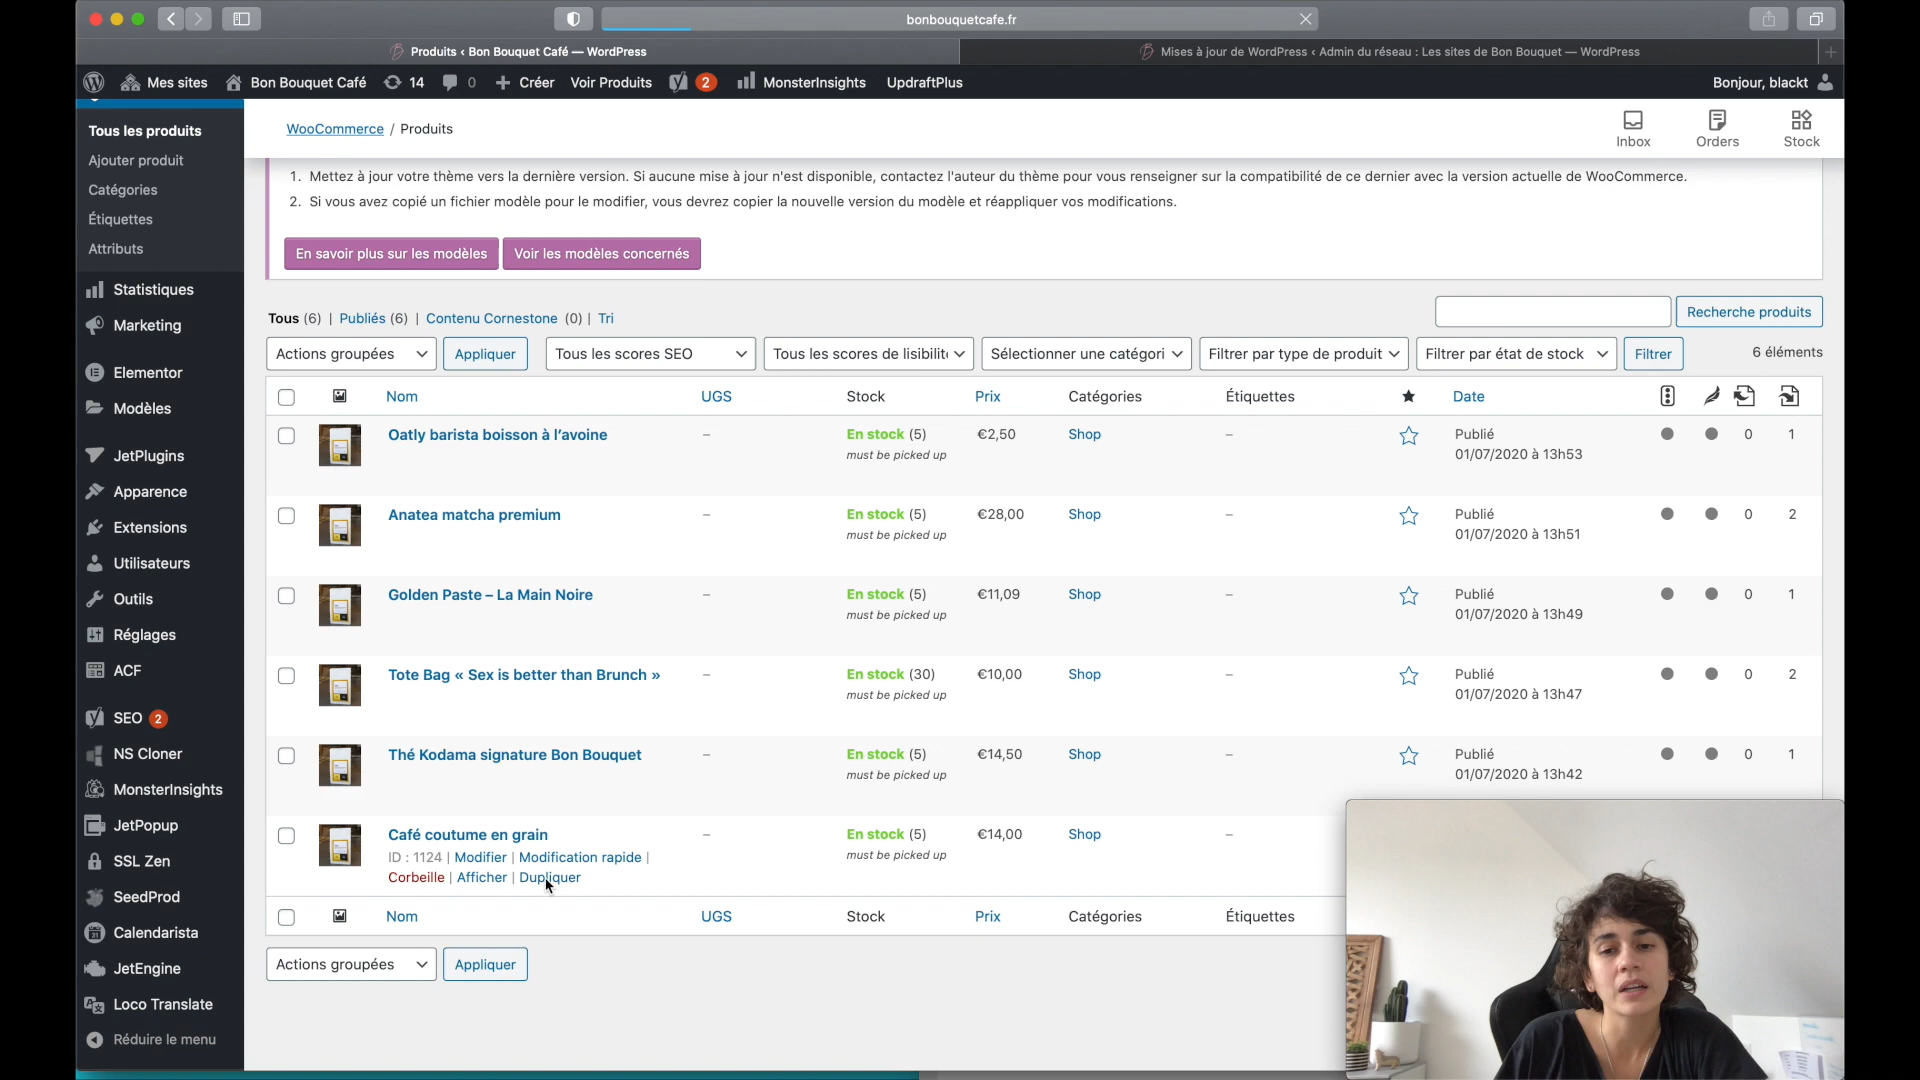 bonbouquetcafe.fr
Produits < Bon Bouquet Café — WordPress
Mises à jour de WordPress < Admin du réseau : Les sites de Bon Bouquet — WordPress
Mes sites Bon Bouquet Café 14 0 Créer Voir Produits 2 MonsterInsights UpdraftPlus Bonjour, blackt
Tous les produits
Ajouter produit
Catégories
Étiquettes
Attributs
Statistiques
Marketing
Elementor
Modèles
JetPlugins
Apparence
Extensions
Utilisateurs
Outils
Réglages
ACF
SEO 2
NS Cloner
MonsterInsights
JetPopup
SSL Zen
SeedProd
Calendarista
JetEngine
Loco Translate
Réduire le menu
WooCommerce / Produits
Inbox Orders Stock
1. Mettez à jour votre thème vers la dernière version. Si aucune mise à jour n'est disponible, contactez l'auteur du thème pour vous renseigner sur la compatibilité de ce dernier avec la version actuelle de WooCommerce.
2. Si vous avez copié un fichier modèle pour le modifier, vous devrez copier la nouvelle version du modèle et réappliquer vos modifications.
En savoir plus sur les modèles Voir les modèles concernés
Tous (6) | Publiés (6) | Contenu Cornestone (0) | Tri
Recherche produits
Actions groupées Appliquer Tous les scores SEO Tous les scores de lisibilit Sélectionner une catégori Filtrer par type de produit Filtrer par état de stock Filtrer 6 éléments
Nom UGS Stock Prix Catégories Étiquettes ★ Date
Oatly barista boisson à l'avoine – En stock (5) €2,50 Shop – Publié 0 1
must be picked up 01/07/2020 à 13h53
Anatea matcha premium – En stock (5) €28,00 Shop – Publié 0 2
must be picked up 01/07/2020 à 13h51
Golden Paste – La Main Noire – En stock (5) €11,09 Shop – Publié 0 1
must be picked up 01/07/2020 à 13h49
Tote Bag « Sex is better than Brunch » – En stock (30) €10,00 Shop – Publié 0 2
must be picked up 01/07/2020 à 13h47
Thé Kodama signature Bon Bouquet – En stock (5) €14,50 Shop – Publié 0 1
must be picked up 01/07/2020 à 13h42
Café coutume en grain – En stock (5) €14,00 Shop –
ID : 1124 | Modifier | Modification rapide | must be picked up
Corbeille | Afficher | Dupliquer
Nom UGS Stock Prix Catégories Étiquettes
Actions groupées Appliquer